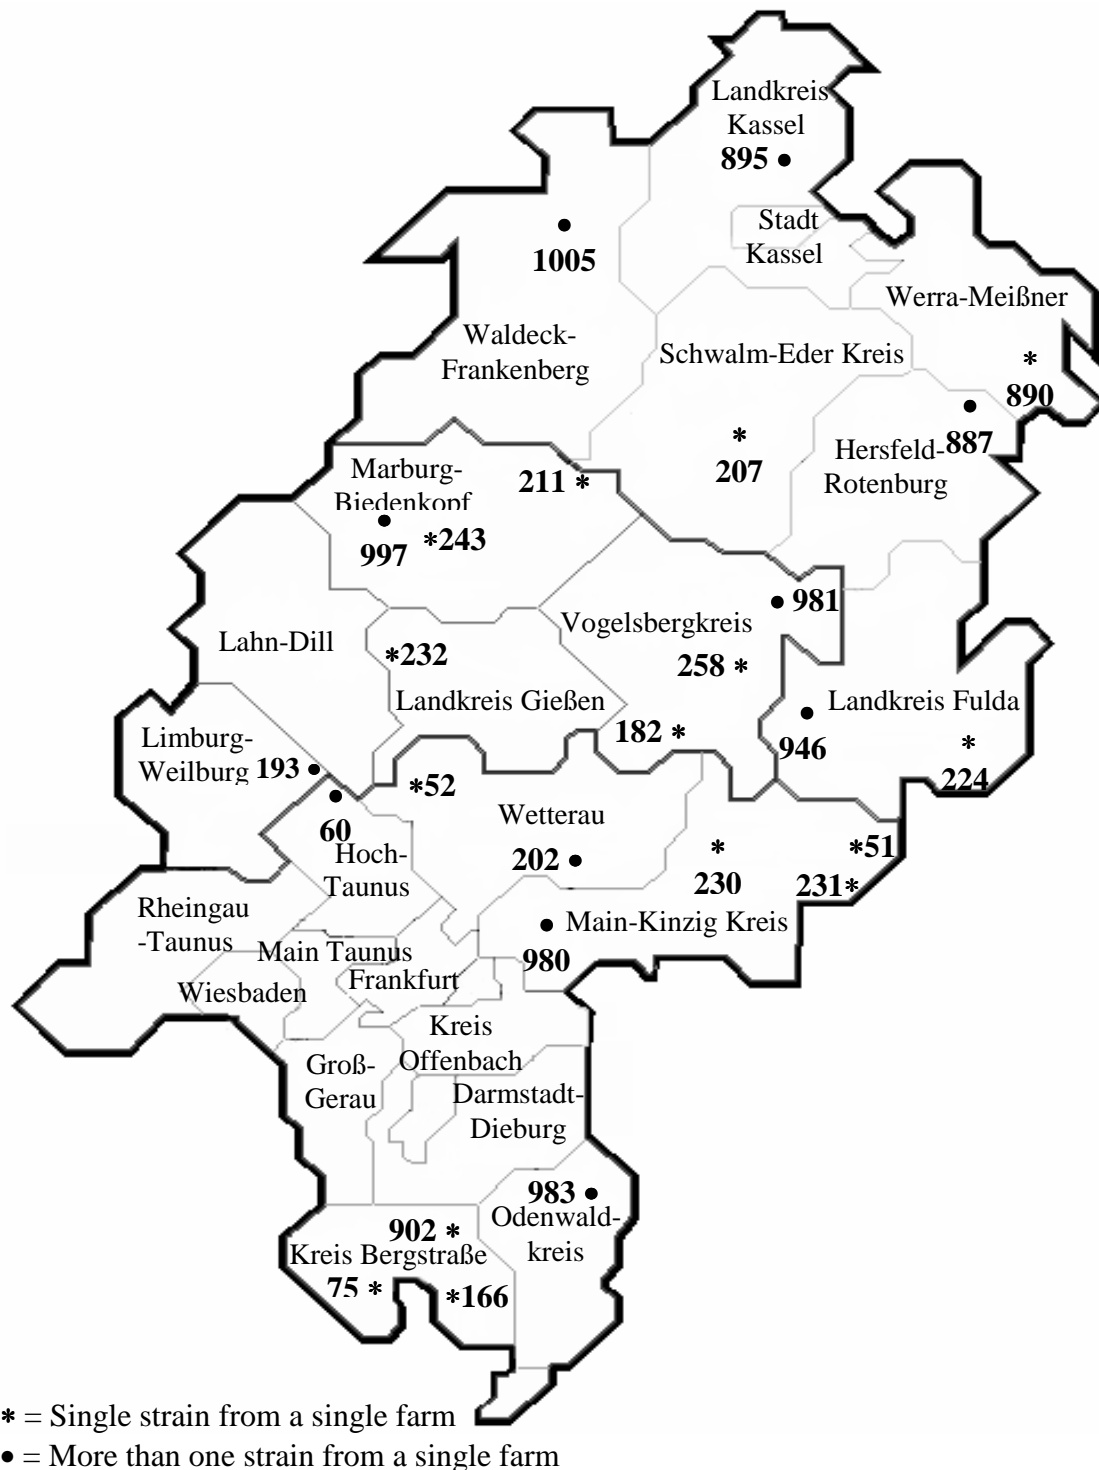 Landkreis
Kassel
895 •
Stadt
Kassel
•
1005
Werra-Meißner
Waldeck-
Frankenberg
Schwalm-Eder Kreis
*
890
•
887
*
207
Hersfeld-
Rotenburg
Marburg-
Biedenkopf
211 *
•
997
*243
• 981
Vogelsbergkreis
258 *
Lahn-Dill
*232
Landkreis Gießen
182 *
Landkreis Fulda
•
946
*
224
Limburg-
Weilburg
193 •
•
60
*52
Wetterau
202 •
*
230
*51
231*
Hoch-
Taunus
Rheingau
-Taunus
Main Taunus
• Main-Kinzig Kreis
980
Wiesbaden
Frankfurt
Kreis
Offenbach
Groß-
Gerau
Darmstadt-
Dieburg
983 •
Odenwald-
kreis
902 *
Kreis Bergstraße
75 *
*166
* = Single strain from a single farm
• = More than one strain from a single farm